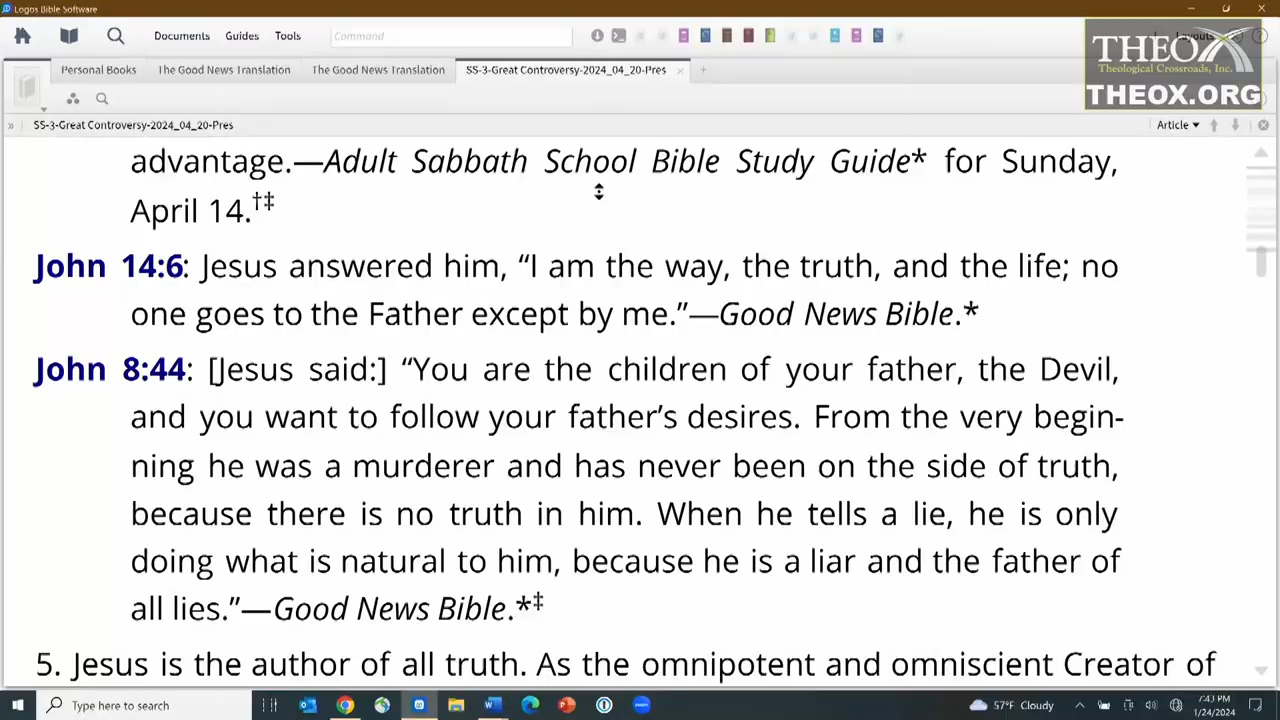 Logos Bible Software
Documents Guides Tools Command Layouts
THEOX
Theological Crossroads, Inc.
THEOX.ORG
Personal Books The Good News Translation The Good News Transl SS-3-Great Controversy-2024_04_20-Pres
SS-3-Great Controversy-2024_04_20-Pres Article
advantage.—Adult Sabbath School Bible Study Guide* for Sunday,
April 14.†‡
John 14:6: Jesus answered him, “I am the way, the truth, and the life; no
one goes to the Father except by me.”—Good News Bible.*
John 8:44: [Jesus said:] “You are the children of your father, the Devil,
and you want to follow your father’s desires. From the very begin-
ning he was a murderer and has never been on the side of truth,
because there is no truth in him. When he tells a lie, he is only
doing what is natural to him, because he is a liar and the father of
all lies.”—Good News Bible.*‡
5. Jesus is the author of all truth. As the omnipotent and omniscient Creator of
Type here to search
57°F Cloudy
7:43 PM
1/24/2024